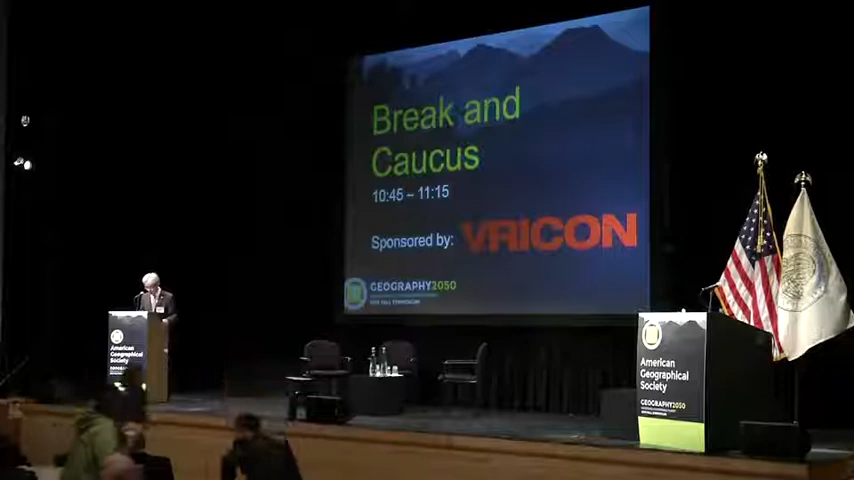 Break and
Caucus
10:45 – 11:15
Sponsored by:
VRICON
GEOGRAPHY2050
American
Geographical
Society
American
Geographical
Society
GEOGRAPHY2050